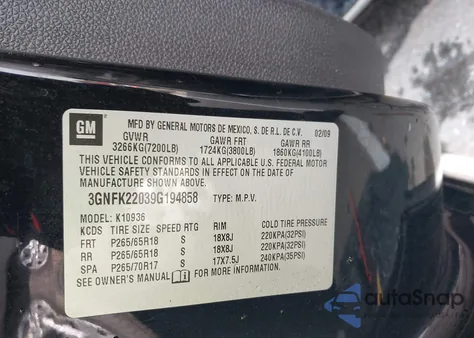 GM
MFD BY GENERAL MOTORS DE MEXICO, S. DE R.L. DE C.V. 02/09
GVWR GAWR FRT GAWR RR
3266KG(7200LB) 1724KG(3800LB) 1860KG(4100LB)
THIS VEHICLE CONFORMS TO ALL APPLICABLE U.S. FEDERAL MOTOR
VEHICLE SAFETY STANDARDS IN EFFECT ON THE DATE OF
MANUFACTURE SHOWN ABOVE.
3GNFK22039G194858 TYPE: M.P.V.
MODEL: K10936
KCDS TIRE SIZE SPEED RTG RIM COLD TIRE PRESSURE
FRT P265/65R18 S 18X8J 220KPA(32PSI)
RR P265/65R18 S 18X8J 220KPA(32PSI)
SPA P265/70R17 S 17X7.5J 240KPA(35PSI)
SEE OWNER'S MANUAL FOR MORE INFORMATION.
autoSnap